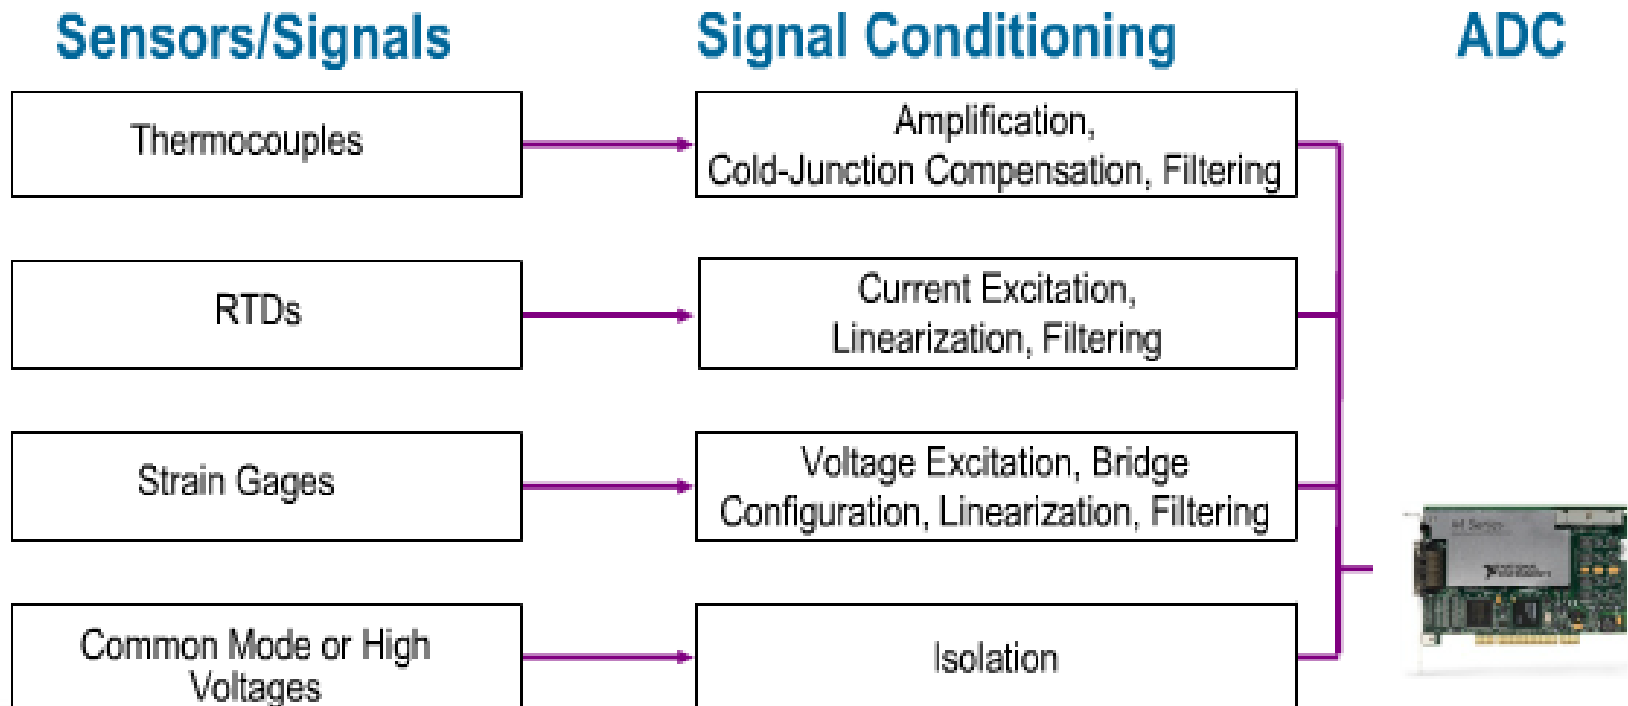 Sensors/Signals
Signal Conditioning
ADC
Thermocouples
Amplification,
Cold-Junction Compensation, Filtering
RTDs
Current Excitation,
Linearization, Filtering
Strain Gages
Voltage Excitation, Bridge
Configuration, Linearization, Filtering
Common Mode or High
Voltages
Isolation
M Series